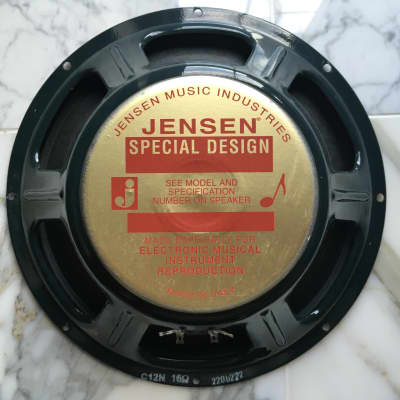 JENSEN MUSIC INDUSTRIES
JENSEN®
SPECIAL DESIGN
SEE MODEL AND
SPECIFICATION
NUMBER ON SPEAKER
j
ELECTRONIC MUSICAL
INSTRUMENT
REPRODUCTION
C12N 16Ω